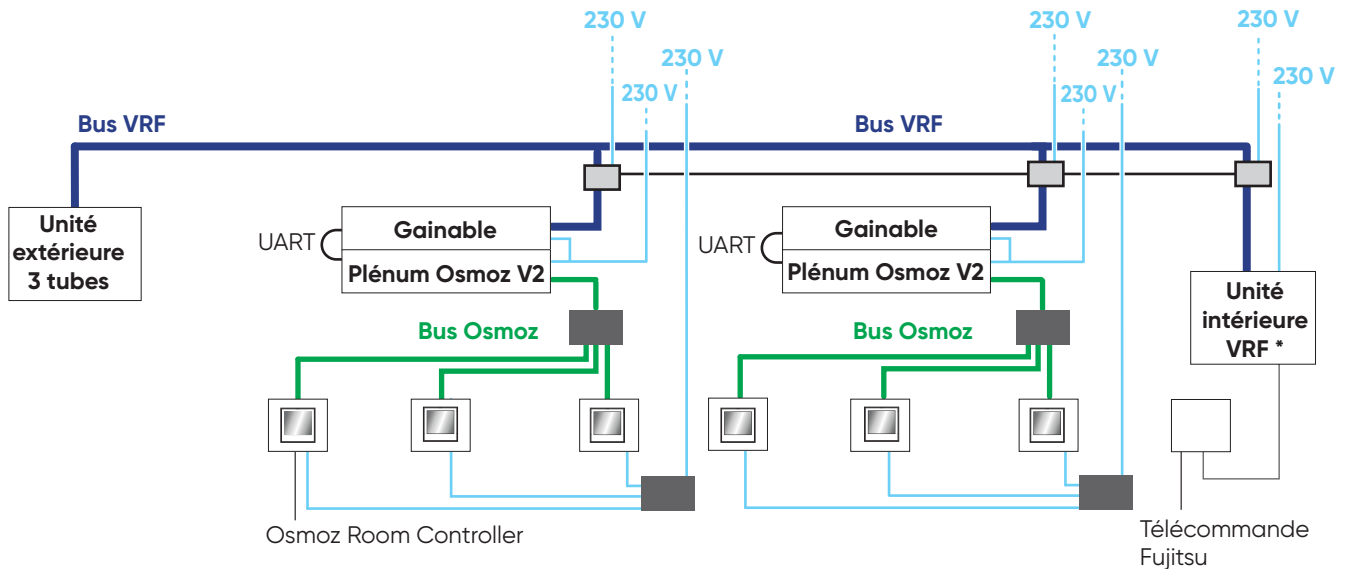 230 V
230 V
230 V
230 V
230 V
230 V
230 V
230 V
Bus VRF
Bus VRF
Unité
extérieure
3 tubes
UART
Gainable
Plénum Osmoz V2
UART
Gainable
Plénum Osmoz V2
Unité
intérieure
VRF *
Bus Osmoz
Bus Osmoz
Osmoz Room Controller
Télécommande
Fujitsu